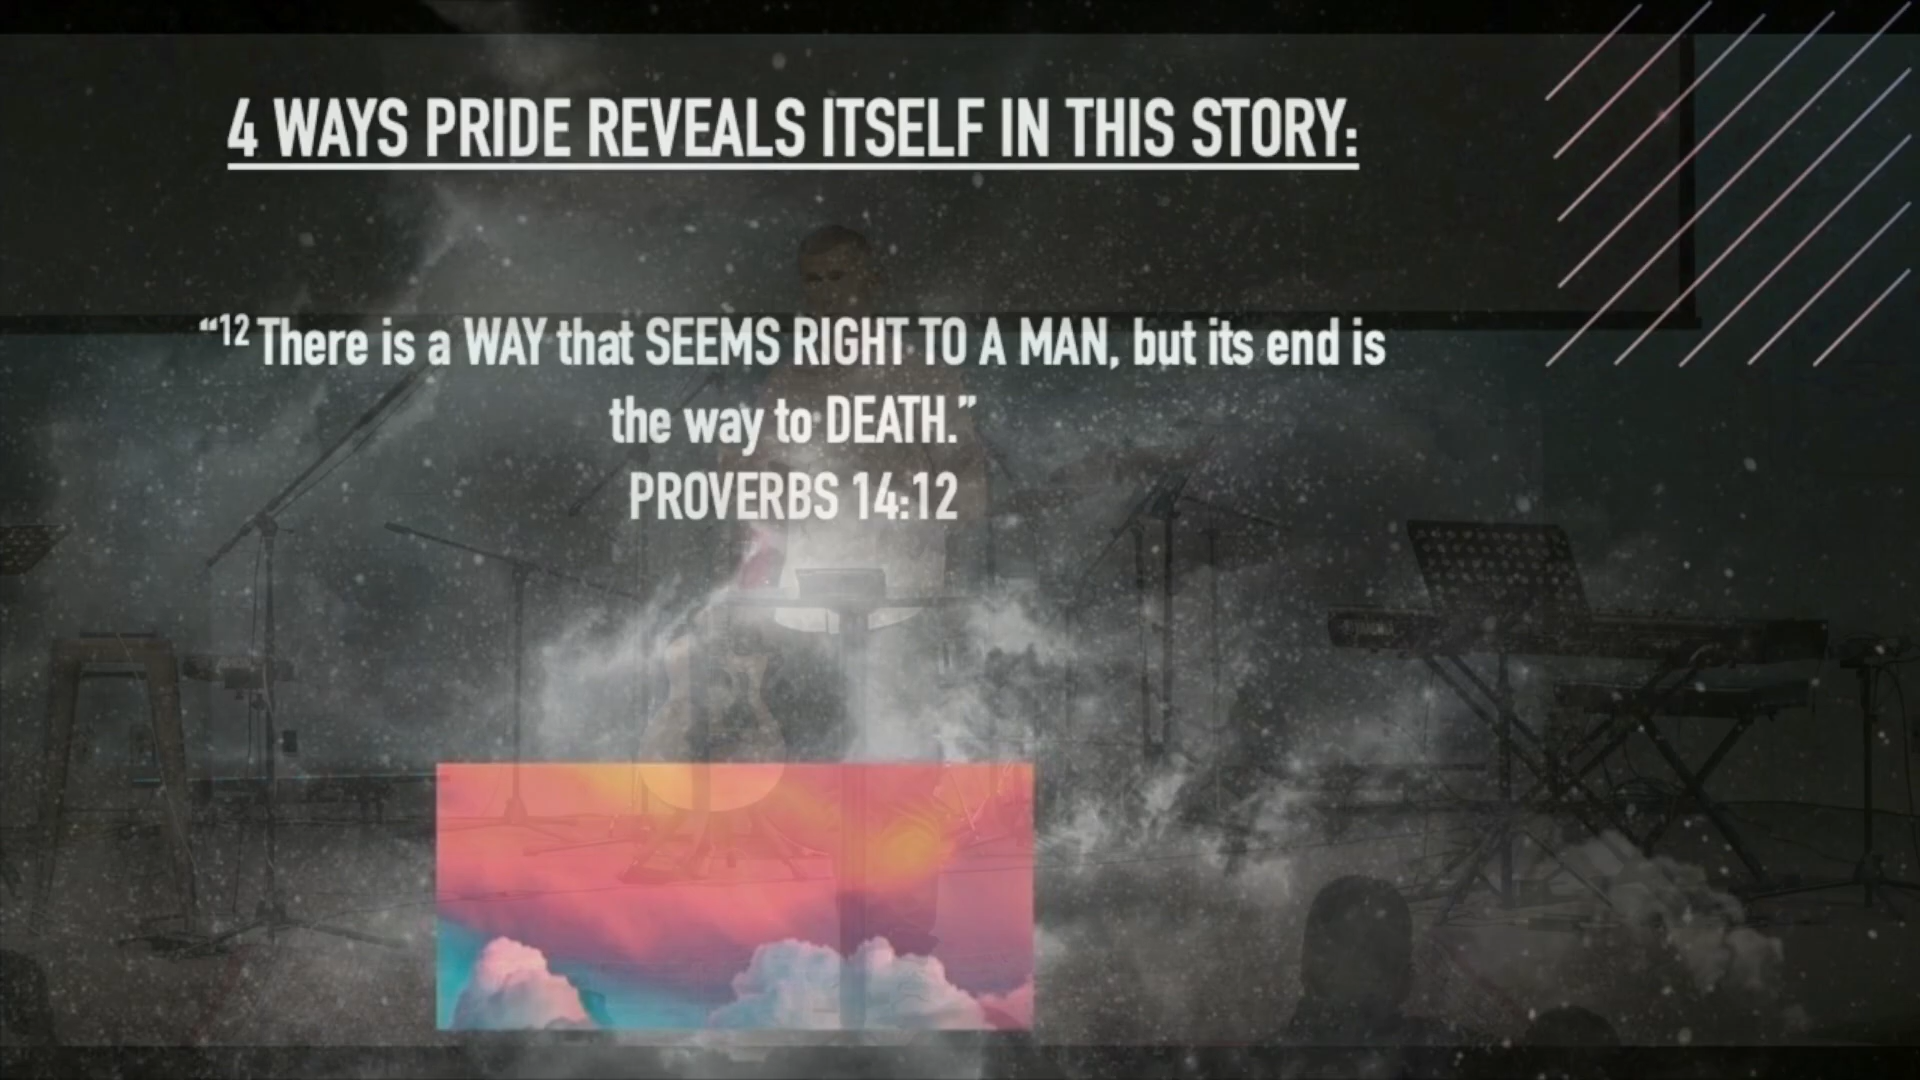 4 WAYS PRIDE REVEALS ITSELF IN THIS STORY:
“12 There is a WAY that SEEMS RIGHT TO A MAN, but its end is
the way to DEATH.”
PROVERBS 14:12